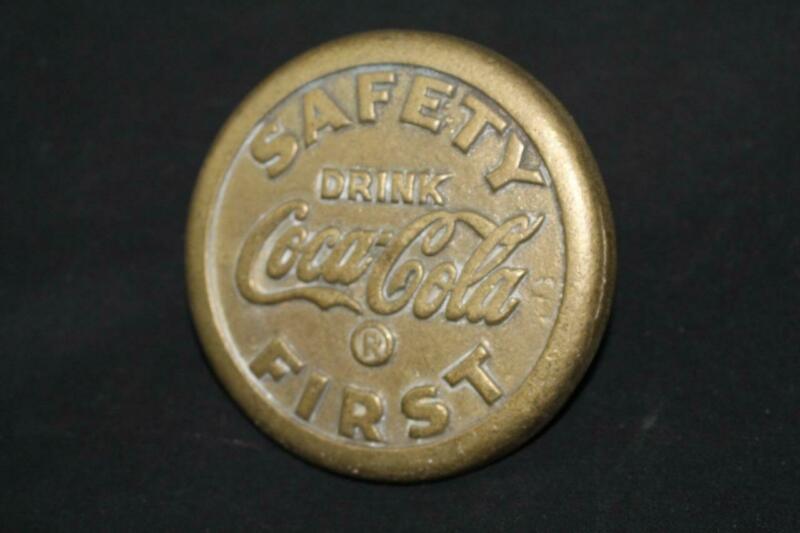 SAFETY
DRINK
Coca-Cola
®
FIRST